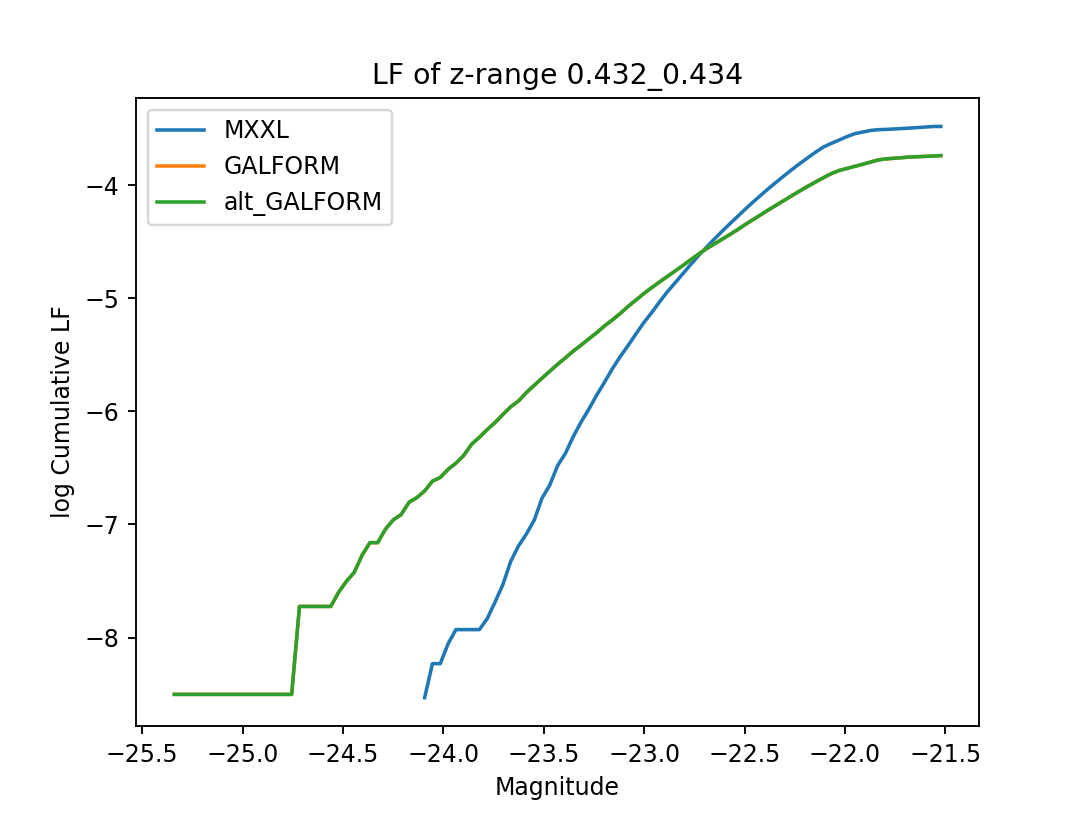 LF of z-range 0.432_0.434
MXXL
GALFORM
alt_GALFORM
log Cumulative LF
−4
−5
−6
−7
−8
−25.5 −25.0 −24.5 −24.0 −23.5 −23.0 −22.5 −22.0 −21.5
Magnitude